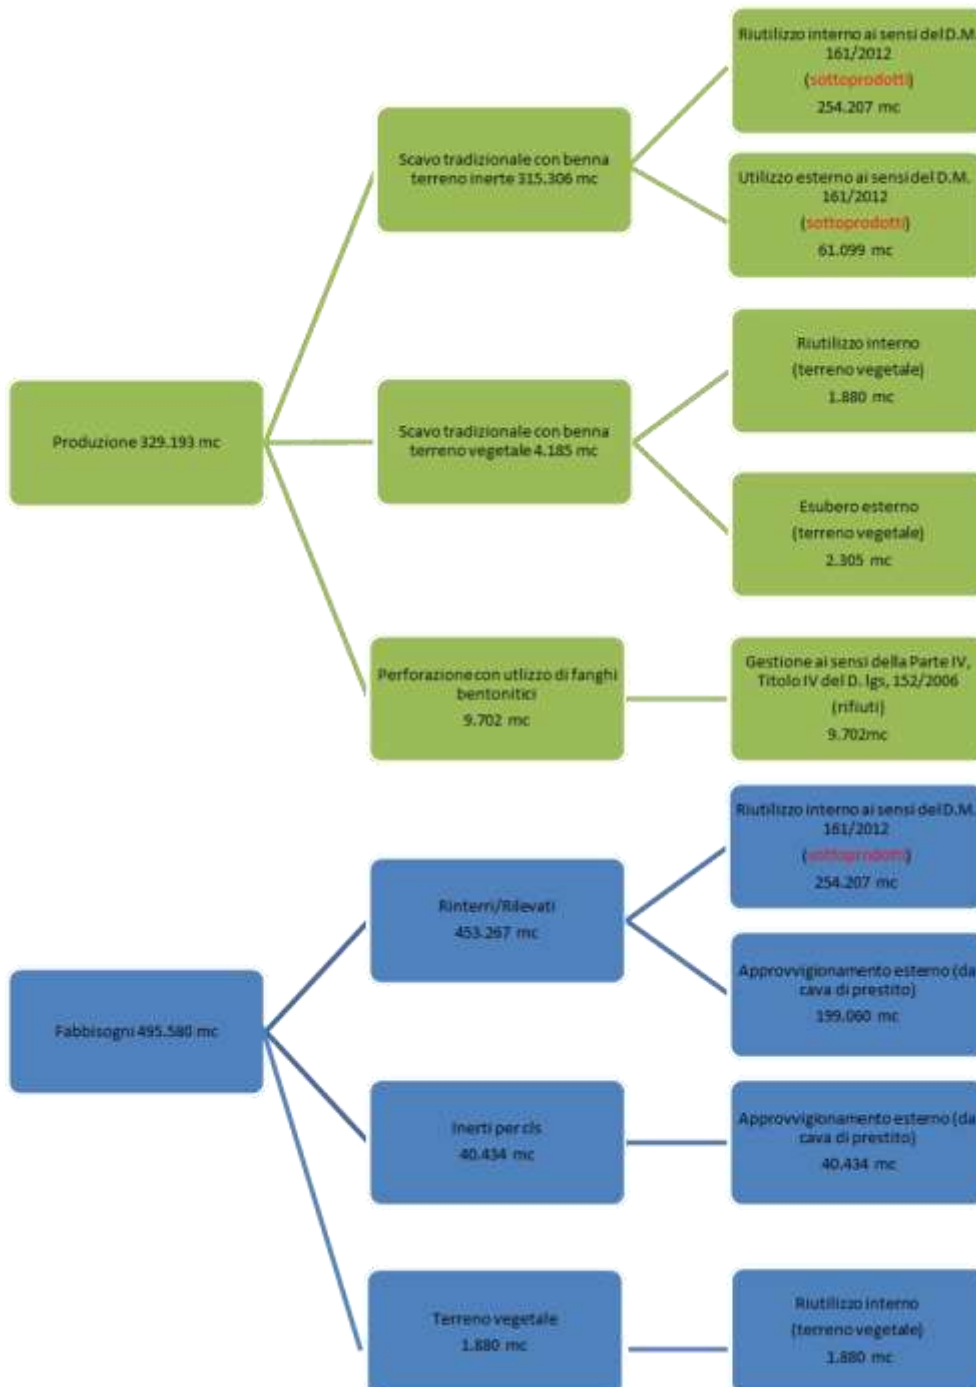 Riutilizzo interno ai sensi del D.M.
161/2012
(sottoprodotti)
254.207 mc
Scavo tradizionale con benna
terreno inerte 315.306 mc
Utilizzo esterno ai sensi del D.M.
161/2012
(sottoprodotti)
61.099 mc
Riutilizzo interno
(terreno vegetale)
1.880 mc
Produzione 329.193 mc
Scavo tradizionale con benna
terreno vegetale 4.185 mc
Esubero esterno
(terreno vegetale)
2.305 mc
Perforazione con utlizzo di fanghi
bentonitici
9.702 mc
Gestione ai sensi della Parte IV,
Titolo IV del D. lgs, 152/2006
(rifiuti)
9.702mc
Riutilizzo interno ai sensi del D.M.
161/2012
(sottoprodotti)
254.207 mc
Rinterri/Rilevati
453.267 mc
Approvvigionamento esterno (da
cava di prestito)
199.060 mc
Fabbisogni 495.580 mc
Inerti per cls
40.434 mc
Approvvigionamento esterno (da
cava di prestito)
40.434 mc
Terreno vegetale
1.880 mc
Riutilizzo interno
(terreno vegetale)
1.880 mc